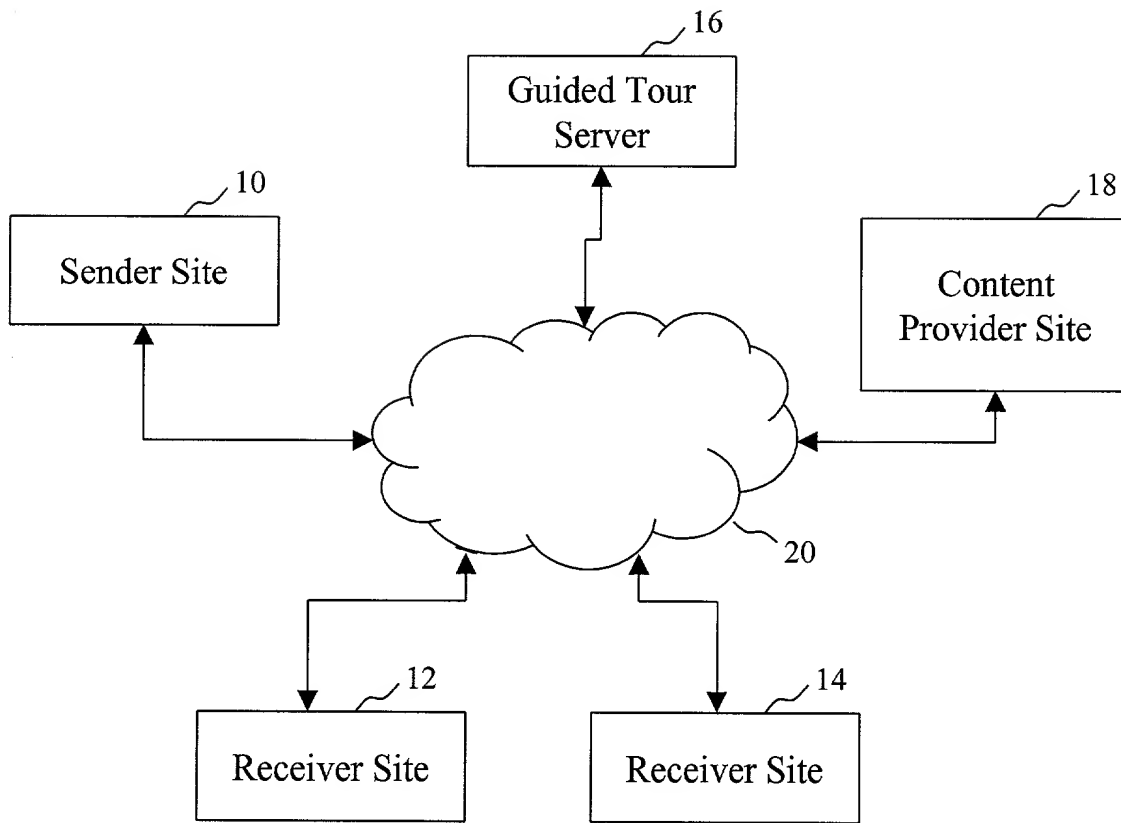 16
Guided Tour
Server
10
Sender Site
18
Content
Provider Site
20
12
Receiver Site
14
Receiver Site